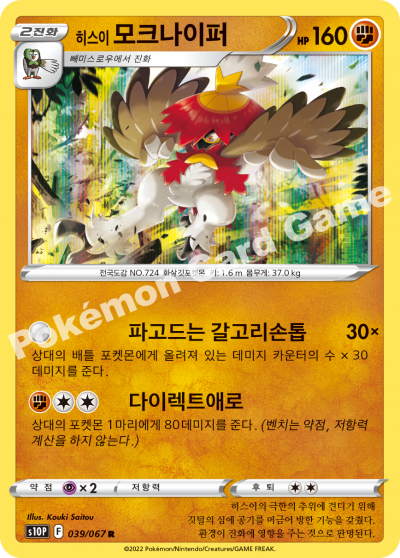 2진화
히스이 모크나이퍼 HP 160
빼미스로우에서 진화
전국도감 NO.724 화살깃포켓몬 키: 1.6 m 몸무게: 37.0 kg
Pokémon Card Game
파고드는 갈고리손톱 30×
상대의 배틀 포켓몬에게 올려져 있는 데미지 카운터의 수 × 30
데미지를 준다.
다이렉트애로
상대의 포켓몬 1마리에게 80데미지를 준다. (벤치는 약점, 저항력
계산을 하지 않는다.)
약점 ×2 저항력 후퇴
Illus. Kouki Saitou
히스이의 극한의 추위에 견디기 위해
깃털의 심에 공기를 머금어 방한 기능을 갖췄다.
환경이 진화에 영향을 주는 것으로 판명된다.
s10P F 039/067 R
©2022 Pokémon/Nintendo/Creatures/GAME FREAK.